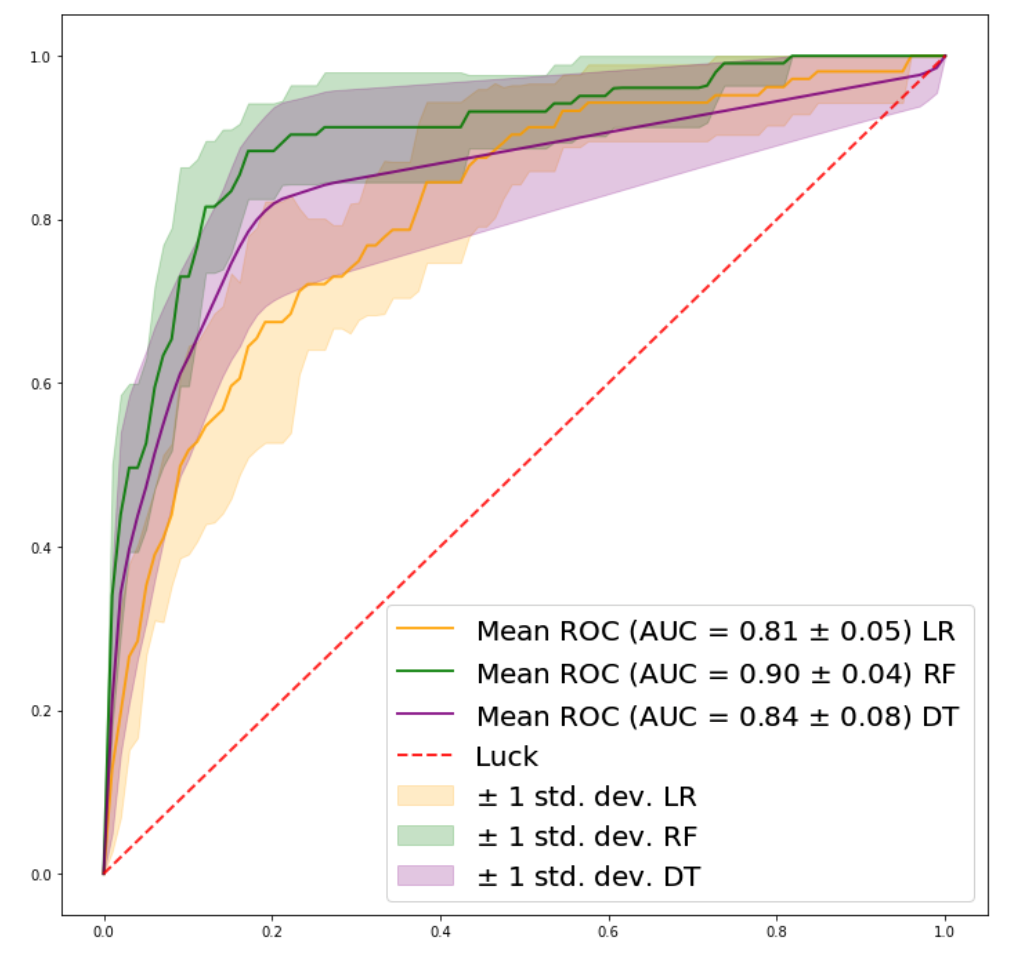 1.0
0.8
0.6
0.4
0.2
0.0
Mean ROC (AUC = 0.81 ± 0.05) LR
Mean ROC (AUC = 0.90 ± 0.04) RF
Mean ROC (AUC = 0.84 ± 0.08) DT
Luck
± 1 std. dev. LR
± 1 std. dev. RF
± 1 std. dev. DT
0.0 0.2 0.4 0.6 0.8 1.0